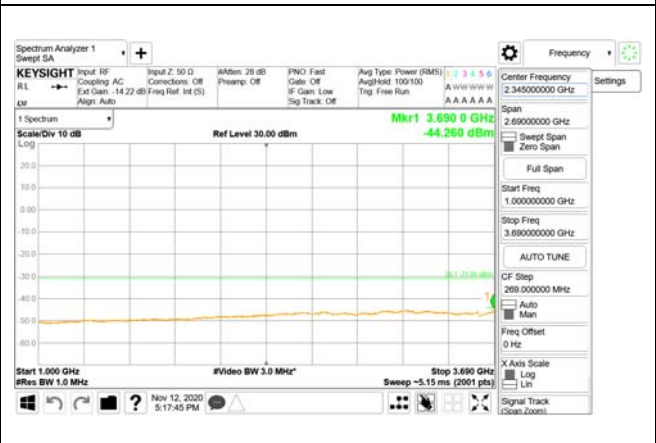 Spectrum Analyzer 1
Swept SA
+
Frequency
KEYSIGHT
RL
Input: RF
Coupling: AC
Ext Gain: -14.22 dB
Align: Auto
Input Z: 50 Ω
Corrections: Off
Freq Ref: Int (S)
#Atten: 28 dB
Preamp: Off
PNO: Fast
Gate: Off
IF Gain: Low
Sig Track: Off
Avg Type: Power (RMS)
Avg|Hold: 100/100
Trig: Free Run
1 2 3 4 5 6
A W W W W W
A A A A A A
Center Frequency
2.345000000 GHz
Settings
Span
2.69000000 GHz
Swept Span
Zero Span
Full Span
Start Freq
1.000000000 GHz
Stop Freq
3.690000000 GHz
AUTO TUNE
CF Step
269.000000 MHz
Auto
Man
Freq Offset
0 Hz
X Axis Scale
Log
Lin
Signal Track
(Span Zoom)
1 Spectrum
Scale/Div 10 dB
Log
Ref Level 30.00 dBm
Mkr1 3.690 0 GHz
-44.260 dBm
20.0
10.0
0.00
-10.0
-20.0
-30.0
-40.0
-50.0
-60.0
1
Start 1.000 GHz
#Res BW 1.0 MHz
#Video BW 3.0 MHz*
Stop 3.690 GHz
Sweep ~5.15 ms (2001 pts)
?
Nov 12, 2020
5:17:45 PM